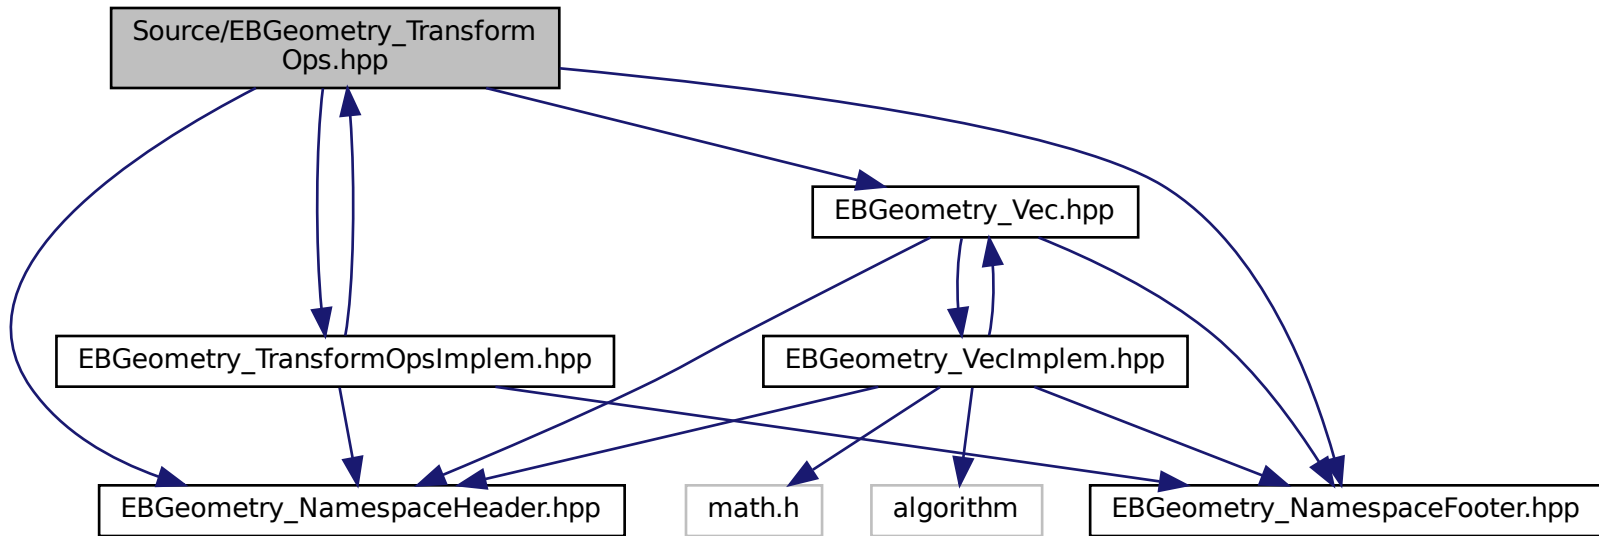 Source/EBGeometry_Transform
Ops.hpp
EBGeometry_Vec.hpp
EBGeometry_TransformOpsImplem.hpp
EBGeometry_VecImplem.hpp
EBGeometry_NamespaceHeader.hpp
math.h
algorithm
EBGeometry_NamespaceFooter.hpp